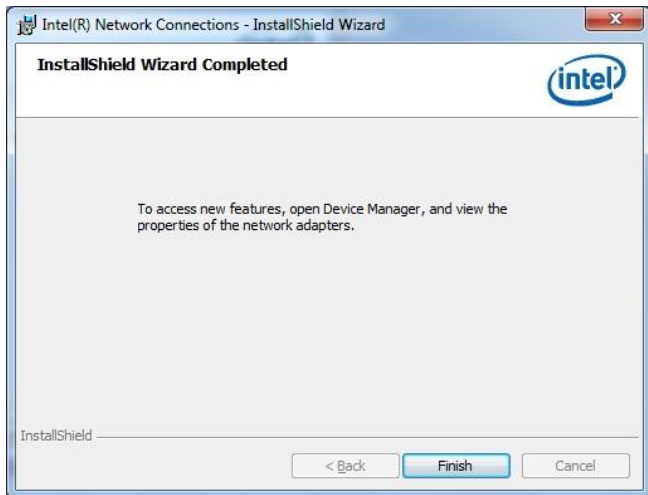 Intel(R) Network Connections - InstallShield Wizard
InstallShield Wizard Completed
intel
To access new features, open Device Manager, and view the
properties of the network adapters.
InstallShield
< Back
Finish
Cancel